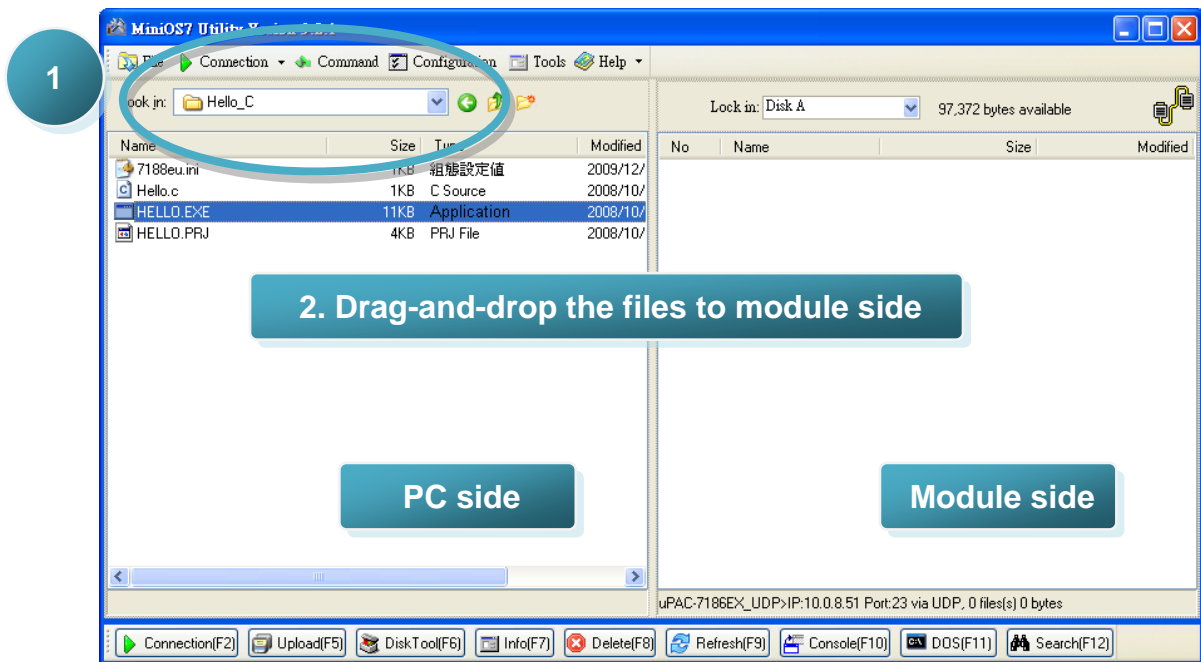 MiniOS7 Utility
1
File Connection Command Configuration Tools Help
Look in: Hello_C
Lock in: Disk A 97,372 bytes available
Name Size Type Modified
No Name Size Modified
7188eu.ini 1KB 組態設定值 2009/12/
Hello.c 1KB C Source 2008/10/
HELLO.EXE 11KB Application 2008/10/
HELLO.PRJ 4KB PRJ File 2008/10/
2. Drag-and-drop the files to module side
PC side
Module side
uPAC-7186EX_UDP>IP:10.0.8.51 Port:23 via UDP, 0 files(s) 0 bytes
Connection(F2) Upload(F5) DiskTool(F6) Info(F7) Delete(F8) Refresh(F9) Console(F10) DOS(F11) Search(F12)